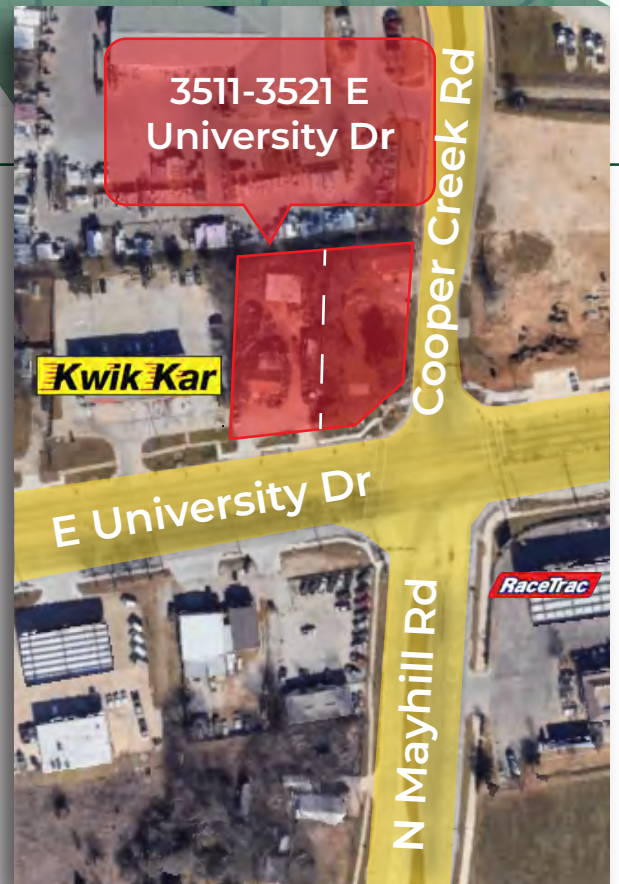 3511-3521 E
University Dr
Cooper Creek Rd
Kwik Kar
E University Dr
RaceTrac
N Mayhill Rd